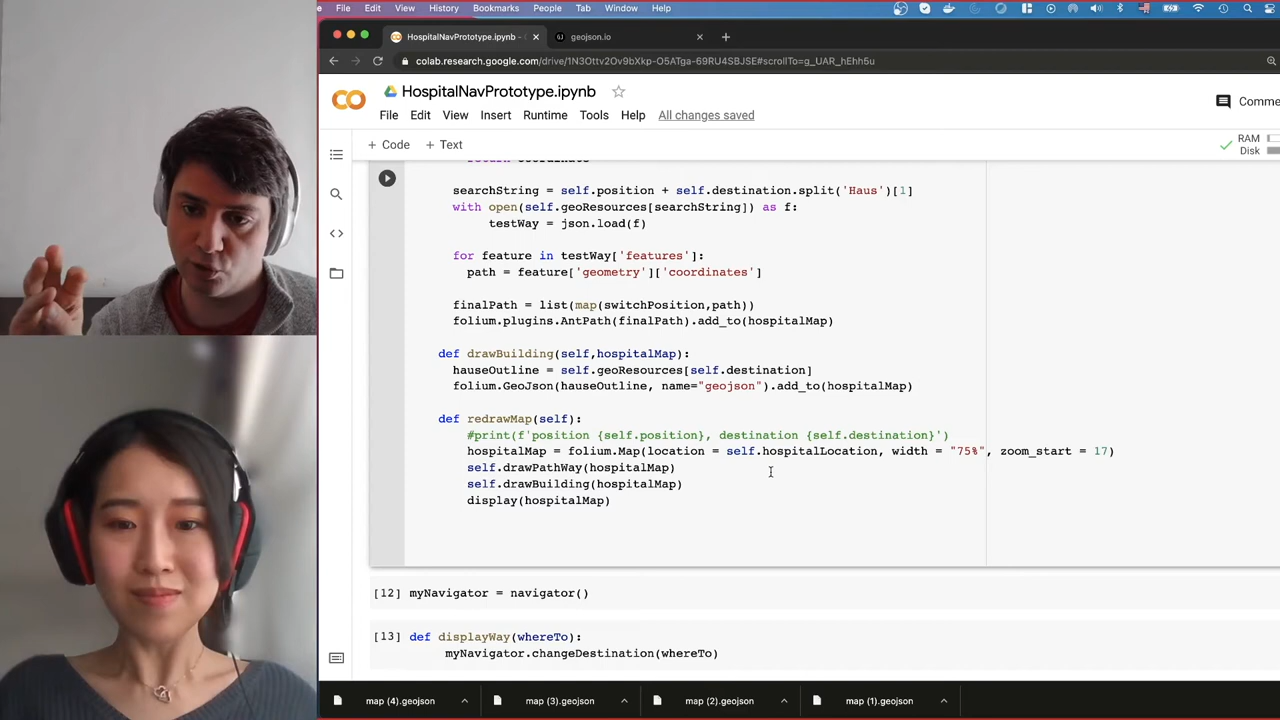 File Edit View History Bookmarks People Tab Window Help
HospitalNavPrototype.ipynb -
geojson.io
colab.research.google.com/drive/1N3Ottv2Ov9bXkp-O5ATga-69RU4SBJSE#scrollTo=g_UAR_hEhh5u
HospitalNavPrototype.ipynb
File Edit View Insert Runtime Tools Help All changes saved
Comme
+ Code + Text
RAM
Disk
return coordinate
searchString = self.position + self.destination.split('Haus')[1]
with open(self.geoResources[searchString]) as f:
testWay = json.load(f)
for feature in testWay['features']:
path = feature['geometry']['coordinates']
finalPath = list(map(switchPosition,path))
folium.plugins.AntPath(finalPath).add_to(hospitalMap)
def drawBuilding(self,hospitalMap):
hauseOutline = self.geoResources[self.destination]
folium.GeoJson(hauseOutline, name="geojson").add_to(hospitalMap)
def redrawMap(self):
#print(f'position {self.position}, destination {self.destination}')
hospitalMap = folium.Map(location = self.hospitalLocation, width = "75%", zoom_start = 17)
self.drawPathWay(hospitalMap)
self.drawBuilding(hospitalMap)
display(hospitalMap)
[12] myNavigator = navigator()
[13] def displayWay(whereTo):
myNavigator.changeDestination(whereTo)
map (4).geojson
map (3).geojson
map (2).geojson
map (1).geojson